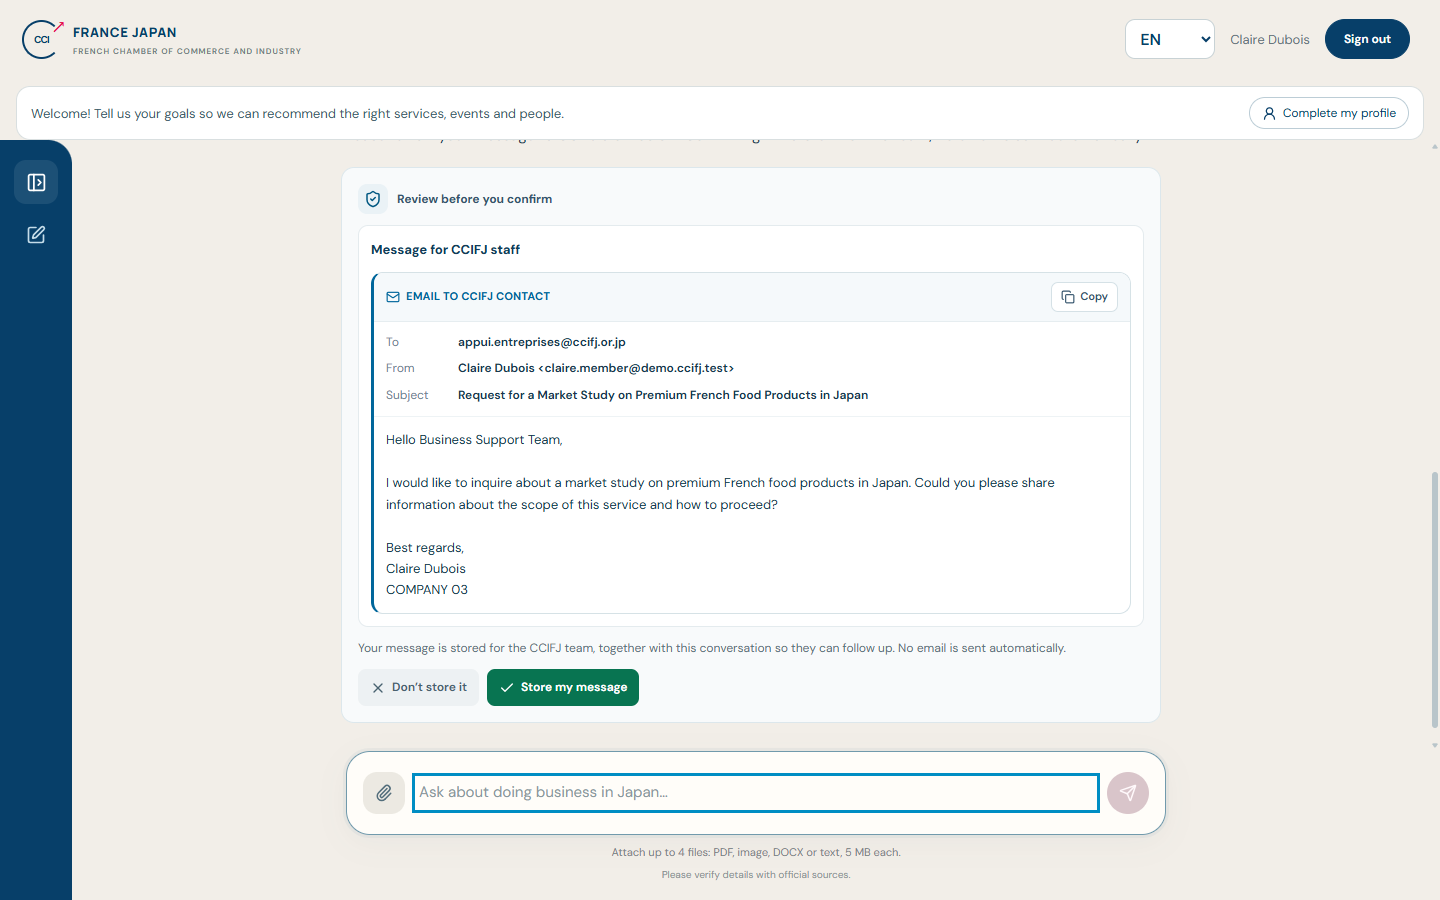 CCI
FRANCE JAPAN
FRENCH CHAMBER OF COMMERCE AND INDUSTRY
EN
Claire Dubois
Sign out
Welcome! Tell us your goals so we can recommend the right services, events and people.
Complete my profile
Review before you confirm
Message for CCIFJ staff
EMAIL TO CCIFJ CONTACT
Copy
To appui.entreprises@ccifj.or.jp
From Claire Dubois <claire.member@demo.ccifj.test>
Subject Request for a Market Study on Premium French Food Products in Japan
Hello Business Support Team,
I would like to inquire about a market study on premium French food products in Japan. Could you please share
information about the scope of this service and how to proceed?
Best regards,
Claire Dubois
COMPANY 03
Your message is stored for the CCIFJ team, together with this conversation so they can follow up. No email is sent automatically.
Don't store it
Store my message
Ask about doing business in Japan...
Attach up to 4 files: PDF, image, DOCX or text, 5 MB each.
Please verify details with official sources.